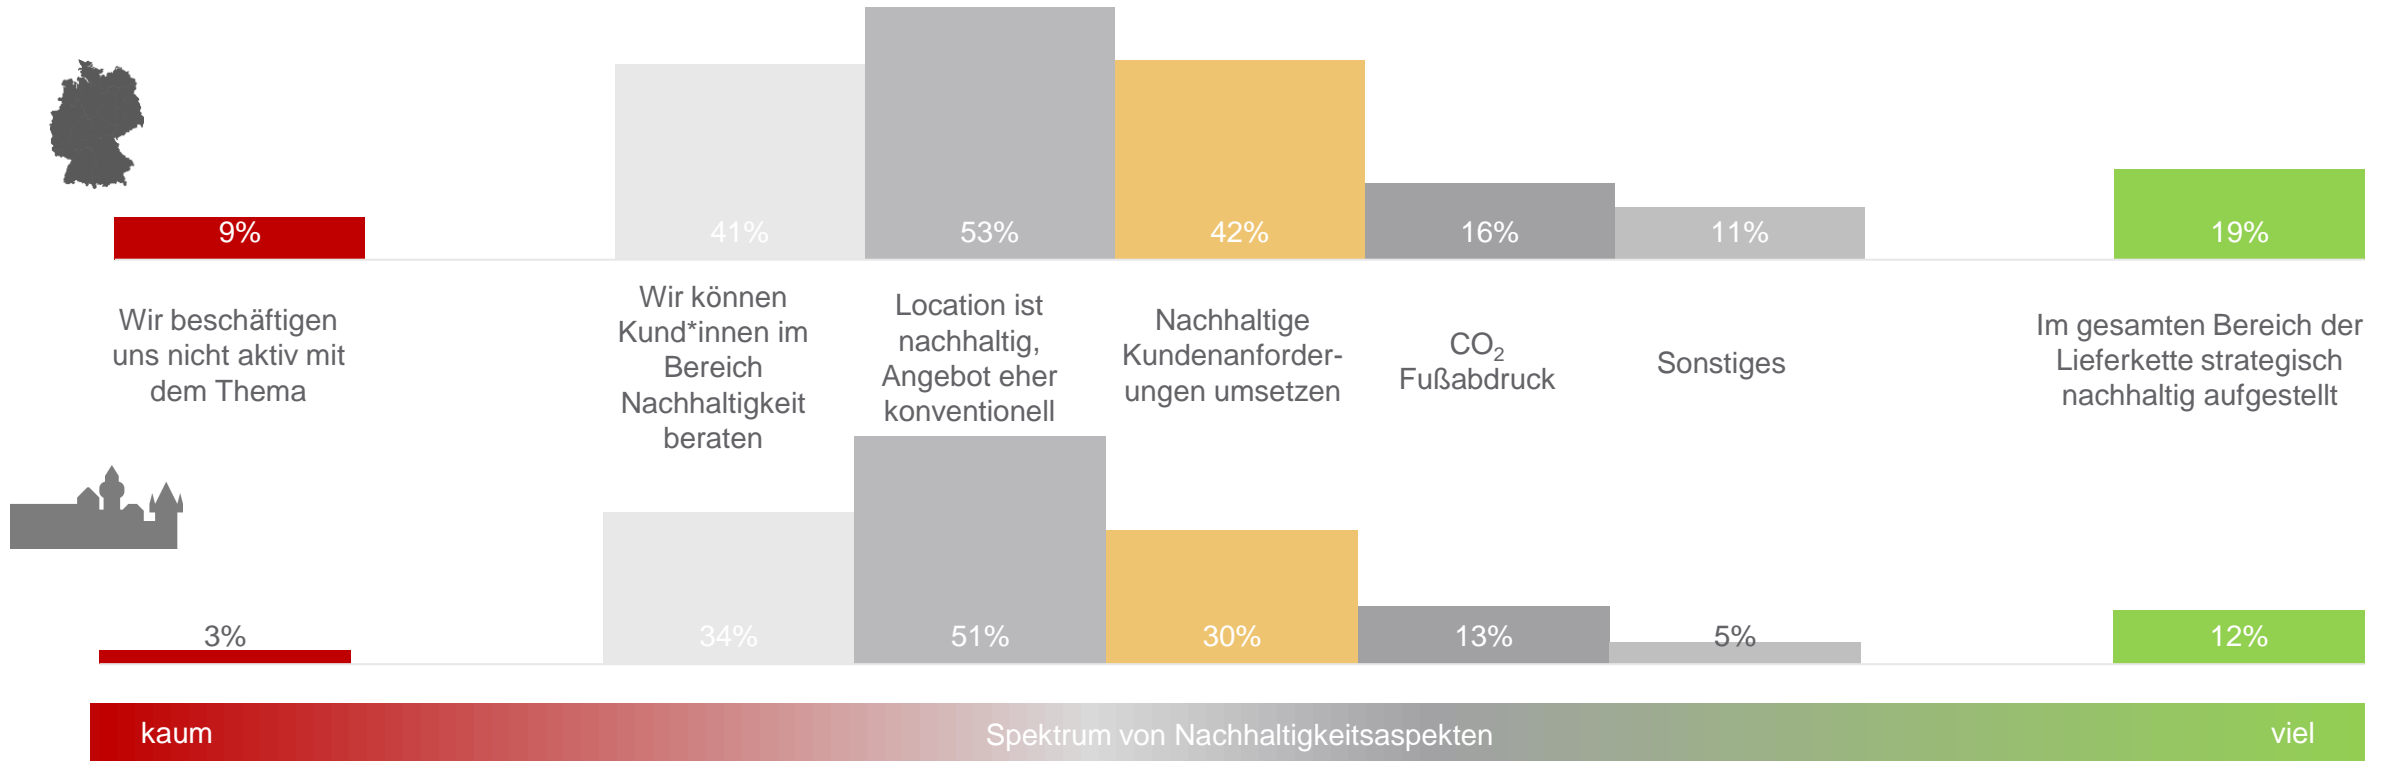 9%
41%
53%
42%
16%
11%
19%
Wir beschäftigen
uns nicht aktiv mit
dem Thema
Wir können
Kund*innen im
Bereich
Nachhaltigkeit
beraten
Location ist
nachhaltig,
Angebot eher
konventionell
Nachhaltige
Kundenanforder-
ungen umsetzen
CO₂
Fußabdruck
Sonstiges
Im gesamten Bereich der
Lieferkette strategisch
nachhaltig aufgestellt
3%
34%
51%
30%
13%
5%
12%
kaum
Spektrum von Nachhaltigkeitsaspekten
viel